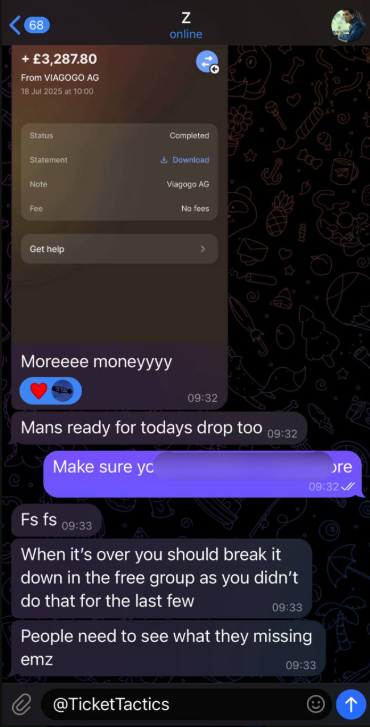 68
Z
online
+ £3,287.80
From VIAGOGO AG
18 Jul 2025 at 10:00
Status Completed
Statement Download
Note Viagogo AG
Fee No fees
Get help
Moreeee moneyyyy
09:32
Mans ready for todays drop too 09:32
Make sure
09:32
Fs fs 09:33
When it’s over you should break it
down in the free group as you didn’t
do that for the last few
09:33
People need to see what they missing
emz
09:33
@TicketTactics